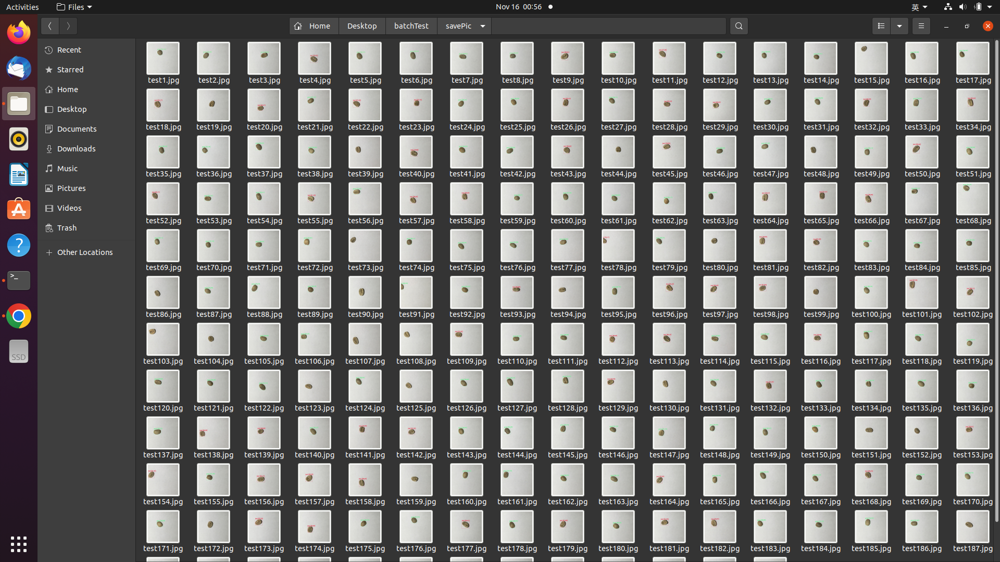 Activities Files Nov 16 00:56 英
Home Desktop batchTest savePic
Recent
Starred
Home
Desktop
Documents
Downloads
Music
Pictures
Videos
Trash
Other Locations
SSD
test1.jpg test2.jpg test3.jpg test4.jpg test5.jpg test6.jpg test7.jpg test8.jpg test9.jpg test10.jpg test11.jpg test12.jpg test13.jpg test14.jpg test15.jpg test16.jpg test17.jpg
test18.jpg test19.jpg test20.jpg test21.jpg test22.jpg test23.jpg test24.jpg test25.jpg test26.jpg test27.jpg test28.jpg test29.jpg test30.jpg test31.jpg test32.jpg test33.jpg test34.jpg
test35.jpg test36.jpg test37.jpg test38.jpg test39.jpg test40.jpg test41.jpg test42.jpg test43.jpg test44.jpg test45.jpg test46.jpg test47.jpg test48.jpg test49.jpg test50.jpg test51.jpg
test52.jpg test53.jpg test54.jpg test55.jpg test56.jpg test57.jpg test58.jpg test59.jpg test60.jpg test61.jpg test62.jpg test63.jpg test64.jpg test65.jpg test66.jpg test67.jpg test68.jpg
test69.jpg test70.jpg test71.jpg test72.jpg test73.jpg test74.jpg test75.jpg test76.jpg test77.jpg test78.jpg test79.jpg test80.jpg test81.jpg test82.jpg test83.jpg test84.jpg test85.jpg
test86.jpg test87.jpg test88.jpg test89.jpg test90.jpg test91.jpg test92.jpg test93.jpg test94.jpg test95.jpg test96.jpg test97.jpg test98.jpg test99.jpg test100.jpg test101.jpg test102.jpg
test103.jpg test104.jpg test105.jpg test106.jpg test107.jpg test108.jpg test109.jpg test110.jpg test111.jpg test112.jpg test113.jpg test114.jpg test115.jpg test116.jpg test117.jpg test118.jpg test119.jpg
test120.jpg test121.jpg test122.jpg test123.jpg test124.jpg test125.jpg test126.jpg test127.jpg test128.jpg test129.jpg test130.jpg test131.jpg test132.jpg test133.jpg test134.jpg test135.jpg test136.jpg
test137.jpg test138.jpg test139.jpg test140.jpg test141.jpg test142.jpg test143.jpg test144.jpg test145.jpg test146.jpg test147.jpg test148.jpg test149.jpg test150.jpg test151.jpg test152.jpg test153.jpg
test154.jpg test155.jpg test156.jpg test157.jpg test158.jpg test159.jpg test160.jpg test161.jpg test162.jpg test163.jpg test164.jpg test165.jpg test166.jpg test167.jpg test168.jpg test169.jpg test170.jpg
test171.jpg test172.jpg test173.jpg test174.jpg test175.jpg test176.jpg test177.jpg test178.jpg test179.jpg test180.jpg test181.jpg test182.jpg test183.jpg test184.jpg test185.jpg test186.jpg test187.jpg